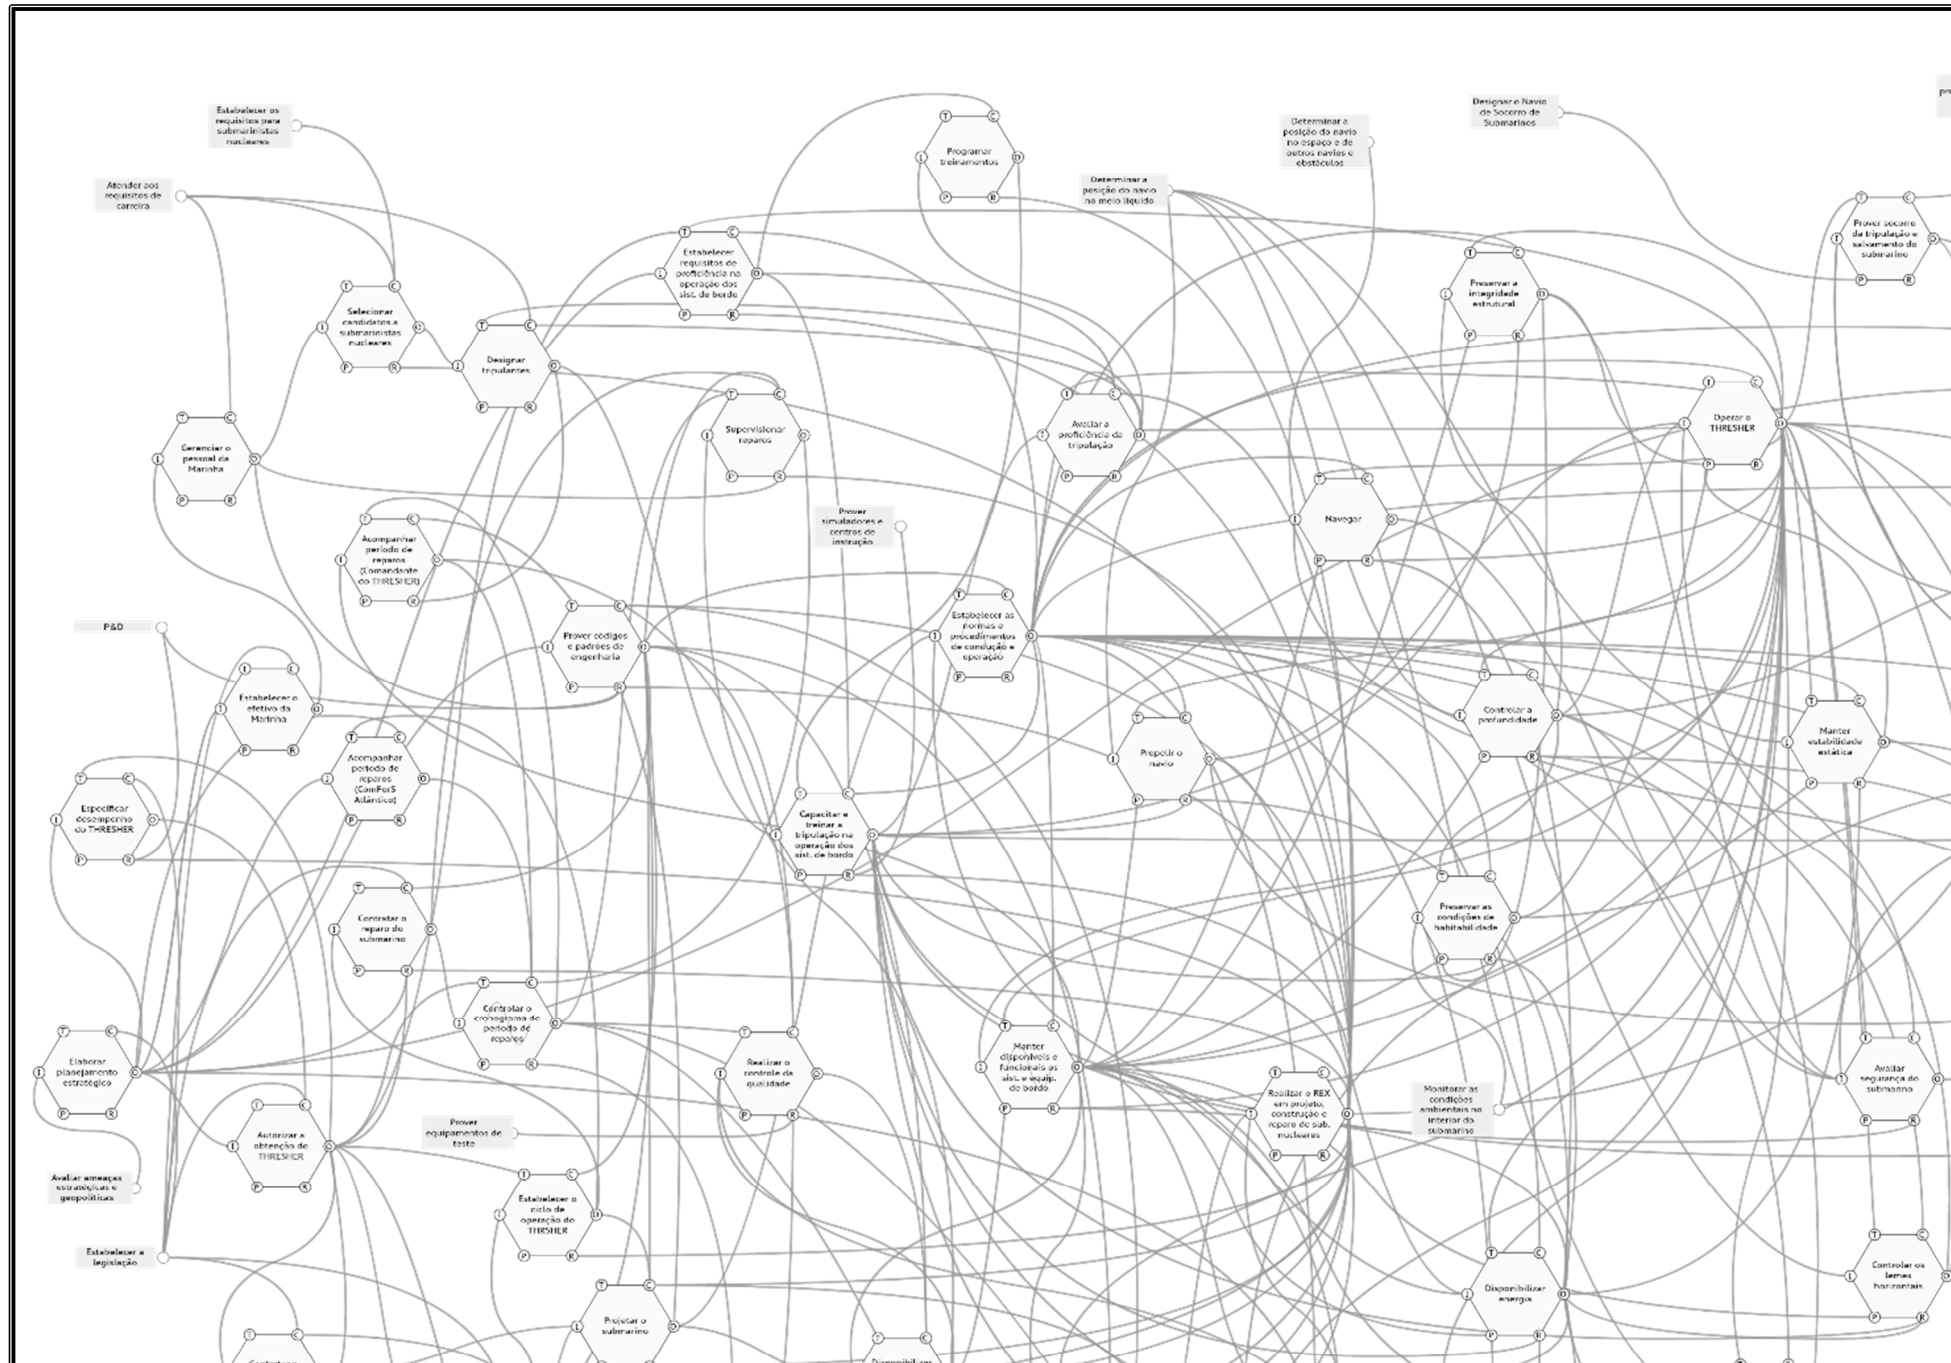 Estabelecer os
requisitos para
submarinistas
nucleares
Atender aos
requisitos de
carreira
Programar
treinamentos
Determinar a
posição do navio
no meio líquido
Determinar a
posição do navio
no espaço e de
outros navios e
obstáculos
Designar o Navio
de Socorro de
Submarinos
Prover socorro
da tripulação e
salvamento do
submarino
Estabelecer
requisitos de
proficiência na
operação dos
sist. de bordo
Preservar a
integridade
estrutural
Selecionar
candidatos a
submarinistas
nucleares
Designar
tripulantes
Gerenciar o
pessoal da
Marinha
Supervisionar
reparos
Avaliar a
proficiência da
tripulação
Operar o
THRESHER
Navegar
Prover
simuladores e
centros de
instrução
Acompanhar
período de
reparos
(Comandante
do THRESHER)
P&D
Prover códigos
e padrões de
engenharia
Estabelecer as
normas e
procedimentos
de condução e
operação
Estabelecer o
efetivo da
Marinha
Controlar a
profundidade
Manter
estabilidade
estática
Propelir o
navio
Acompanhar
período de
reparos
(ComForS
Atlântico)
Especificar
desempenho
do THRESHER
Capacitar e
treinar a
tripulação na
operação dos
sist. de bordo
Contratar o
reparo do
submarino
Preservar as
condições de
habitabilidade
Controlar o
cronograma do
período de
reparos
Elaborar
planejamento
estratégico
Realizar o
controle da
qualidade
Manter
disponíveis e
funcionais os
sist. e equip.
de bordo
Realizar o REX
em projeto,
construção e
reparo de sub.
nucleares
Monitorar as
condições
ambientais no
interior do
submarino
Avaliar
segurança do
submarino
Autorizar a
obtenção do
THRESHER
Prover
equipamentos de
teste
Avaliar ameaças
estratégicas e
geopolíticas
Estabelecer o
ciclo de
operação do
THRSHER
Estabelecer a
legislação
Disponibilizar
energia
Controlar os
lemes
horizontais
Projetar o
submarino